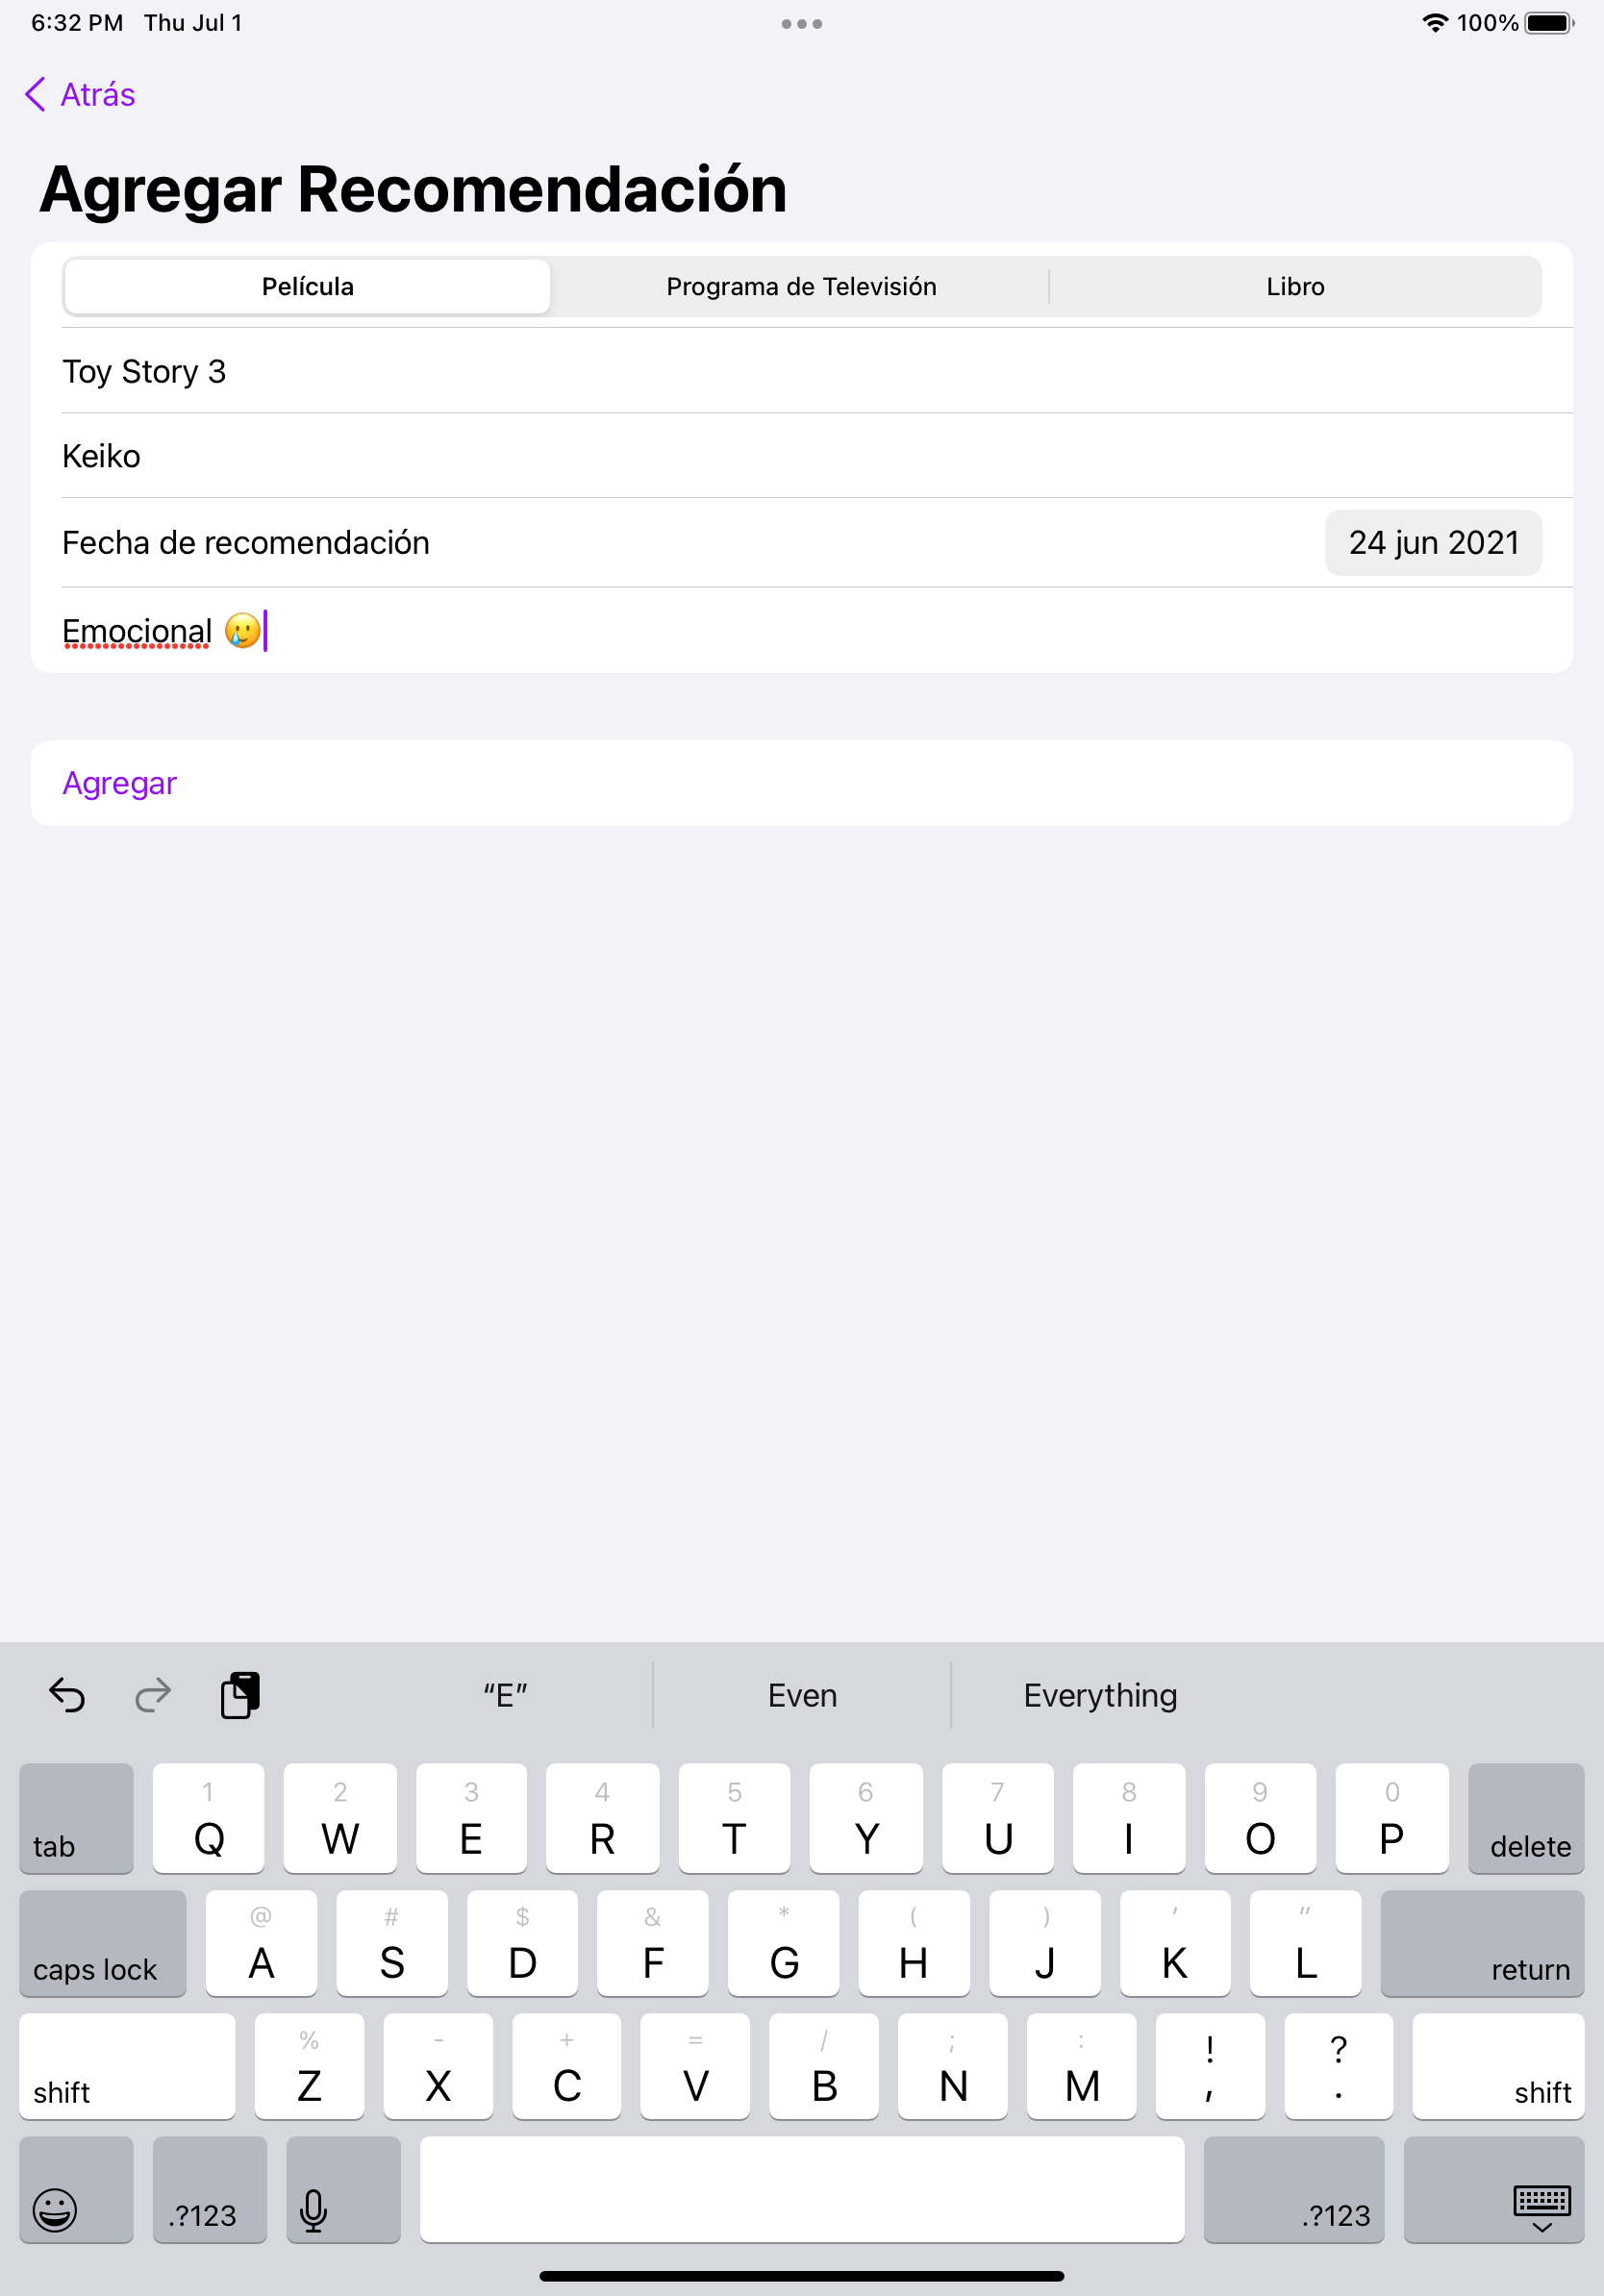 6:32 PM Thu Jul 1 100%
Atrás
Agregar Recomendación
Película Programa de Televisión Libro
Toy Story 3
Keiko
Fecha de recomendación 24 jun 2021
Emocional 🥲
Agregar
“E” Even Everything
1 2 3 4 5 6 7 8 9 0
tab Q W E R T Y U I O P delete
@ # $ & * ( ) ' "
caps lock A S D F G H J K L return
% - + = / ; : ! ?
shift Z X C V B N M , . shift
.?123 .?123